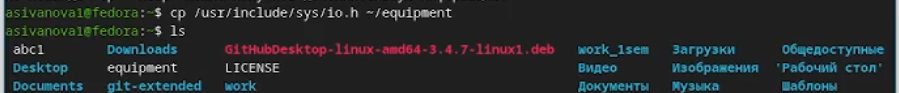 asivanova1@fedora:~$ cp /usr/include/sys/io.h ~/equipment
asivanova1@fedora:~$ ls
abc1 Downloads GitHubDesktop-linux-amd64-3.4.7-linux1.deb work_1sem Загрузки Общедоступные
Desktop equipment LICENSE Видео Изображения 'Рабочий стол'
Documents git-extended work Документы Музыка Шаблоны